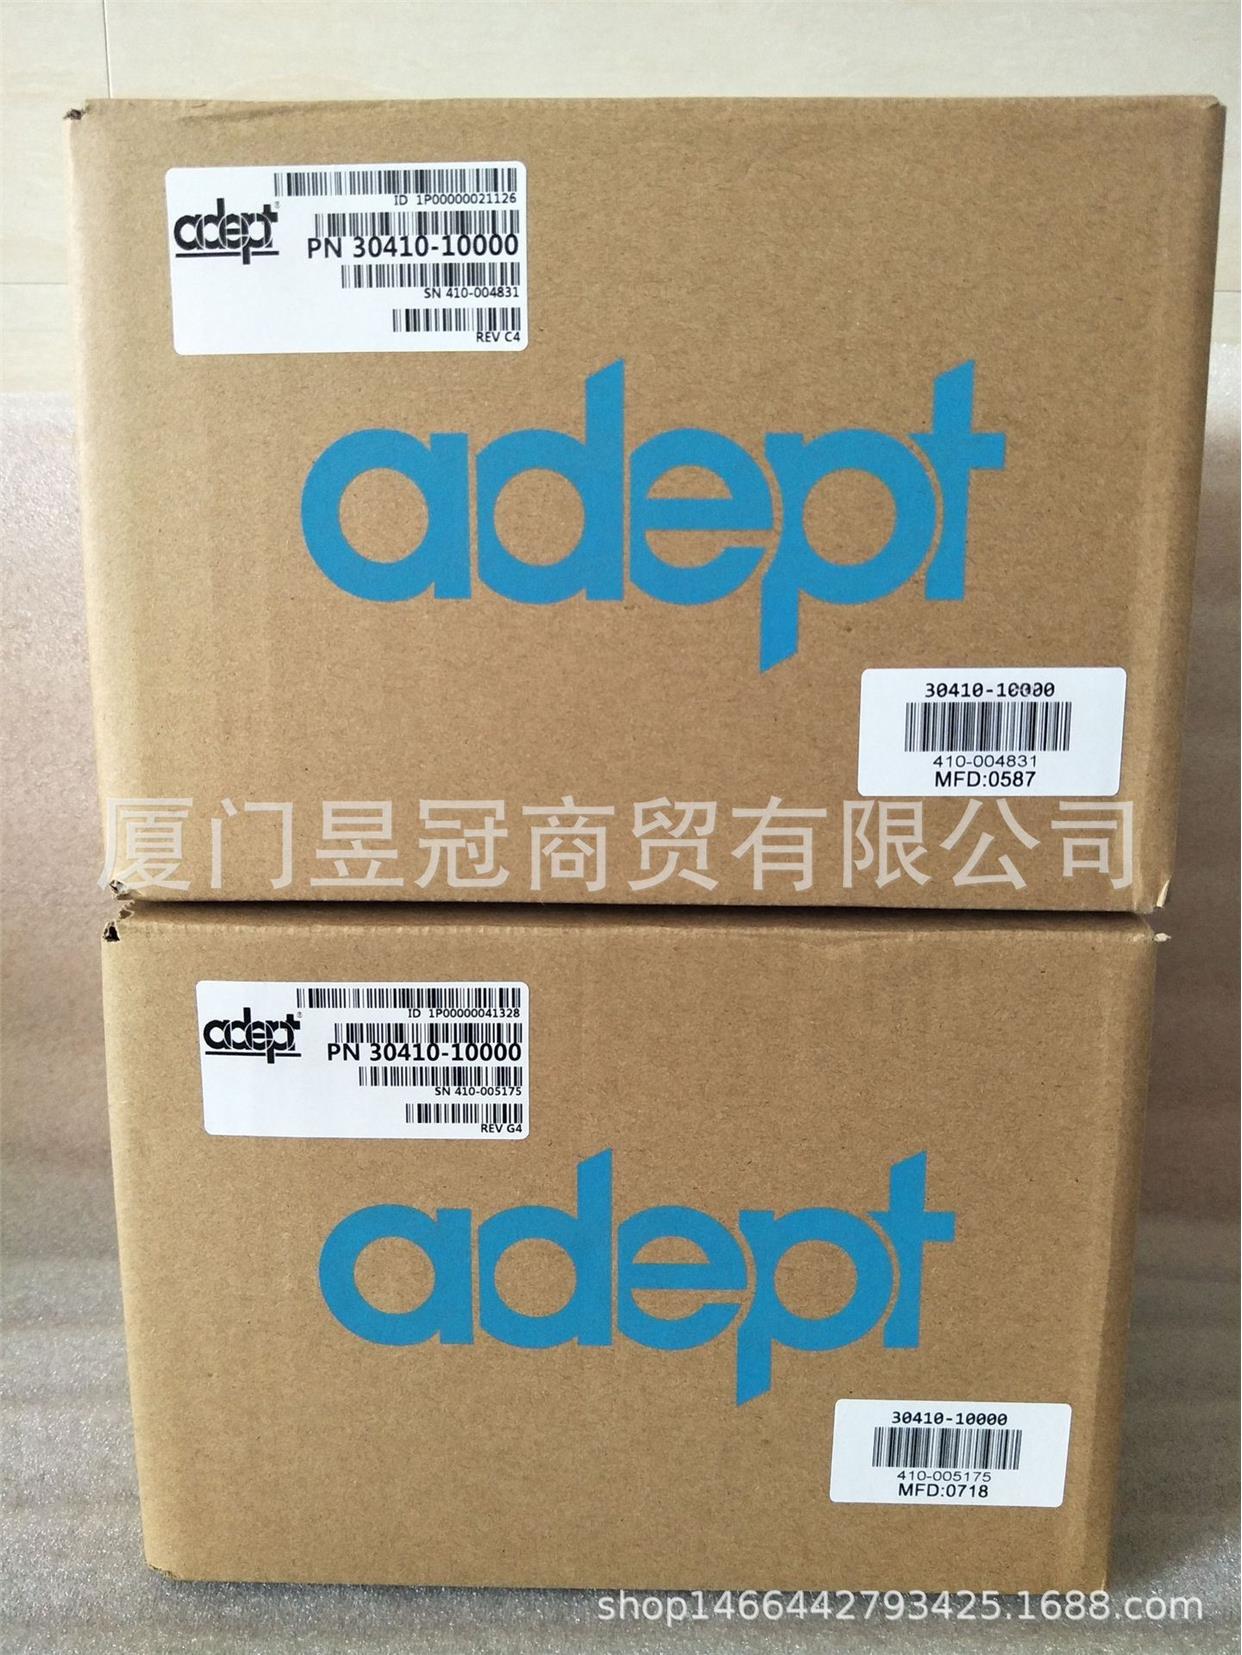 adept
ID 1P00000021126
PN 30410-10000
SN 410-004831
REV C4
adept
30410-10000
410-004831
MFD:0587
厦门昱冠商贸有限公司
adept
ID 1P00000041328
PN 30410-10000
SN 410-005175
REV G4
adept
30410-10000
410-005175
MFD:0718
shop1466442793425.1688.com